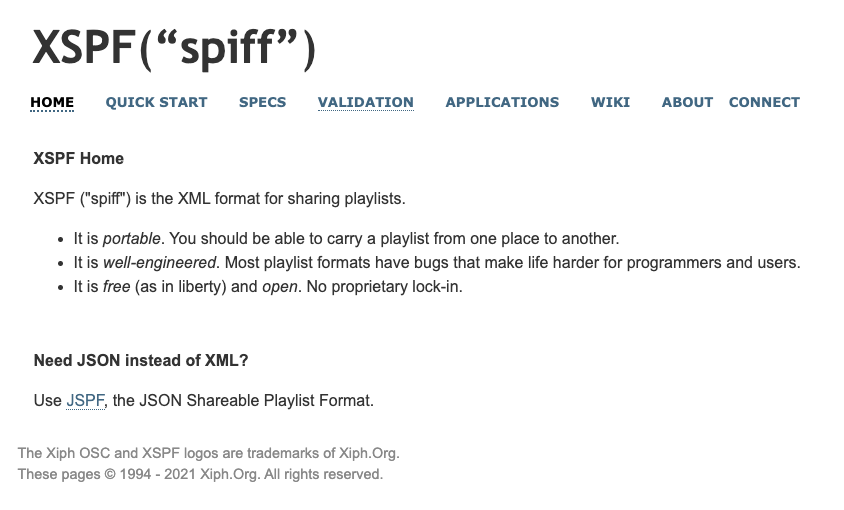 XSPF(“spiff”)
HOME QUICK START SPECS VALIDATION APPLICATIONS WIKI ABOUT CONNECT
XSPF Home
XSPF ("spiff") is the XML format for sharing playlists.
• It is portable. You should be able to carry a playlist from one place to another.
• It is well-engineered. Most playlist formats have bugs that make life harder for programmers and users.
• It is free (as in liberty) and open. No proprietary lock-in.
Need JSON instead of XML?
Use JSPF, the JSON Shareable Playlist Format.
The Xiph OSC and XSPF logos are trademarks of Xiph.Org.
These pages © 1994 - 2021 Xiph.Org. All rights reserved.